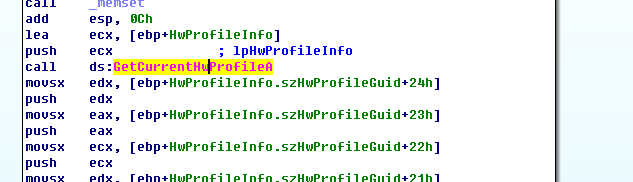 call _memset
add esp, 0Ch
lea ecx, [ebp+HwProfileInfo]
push ecx ; lpHwProfileInfo
call ds:GetCurrentHwProfileA
movsx edx, [ebp+HwProfileInfo.szHwProfileGuid+24h]
push edx
movsx eax, [ebp+HwProfileInfo.szHwProfileGuid+23h]
push eax
movsx ecx, [ebp+HwProfileInfo.szHwProfileGuid+22h]
push ecx
movsx edx, [ebp+HwProfileInfo.szHwProfileGuid+21h]